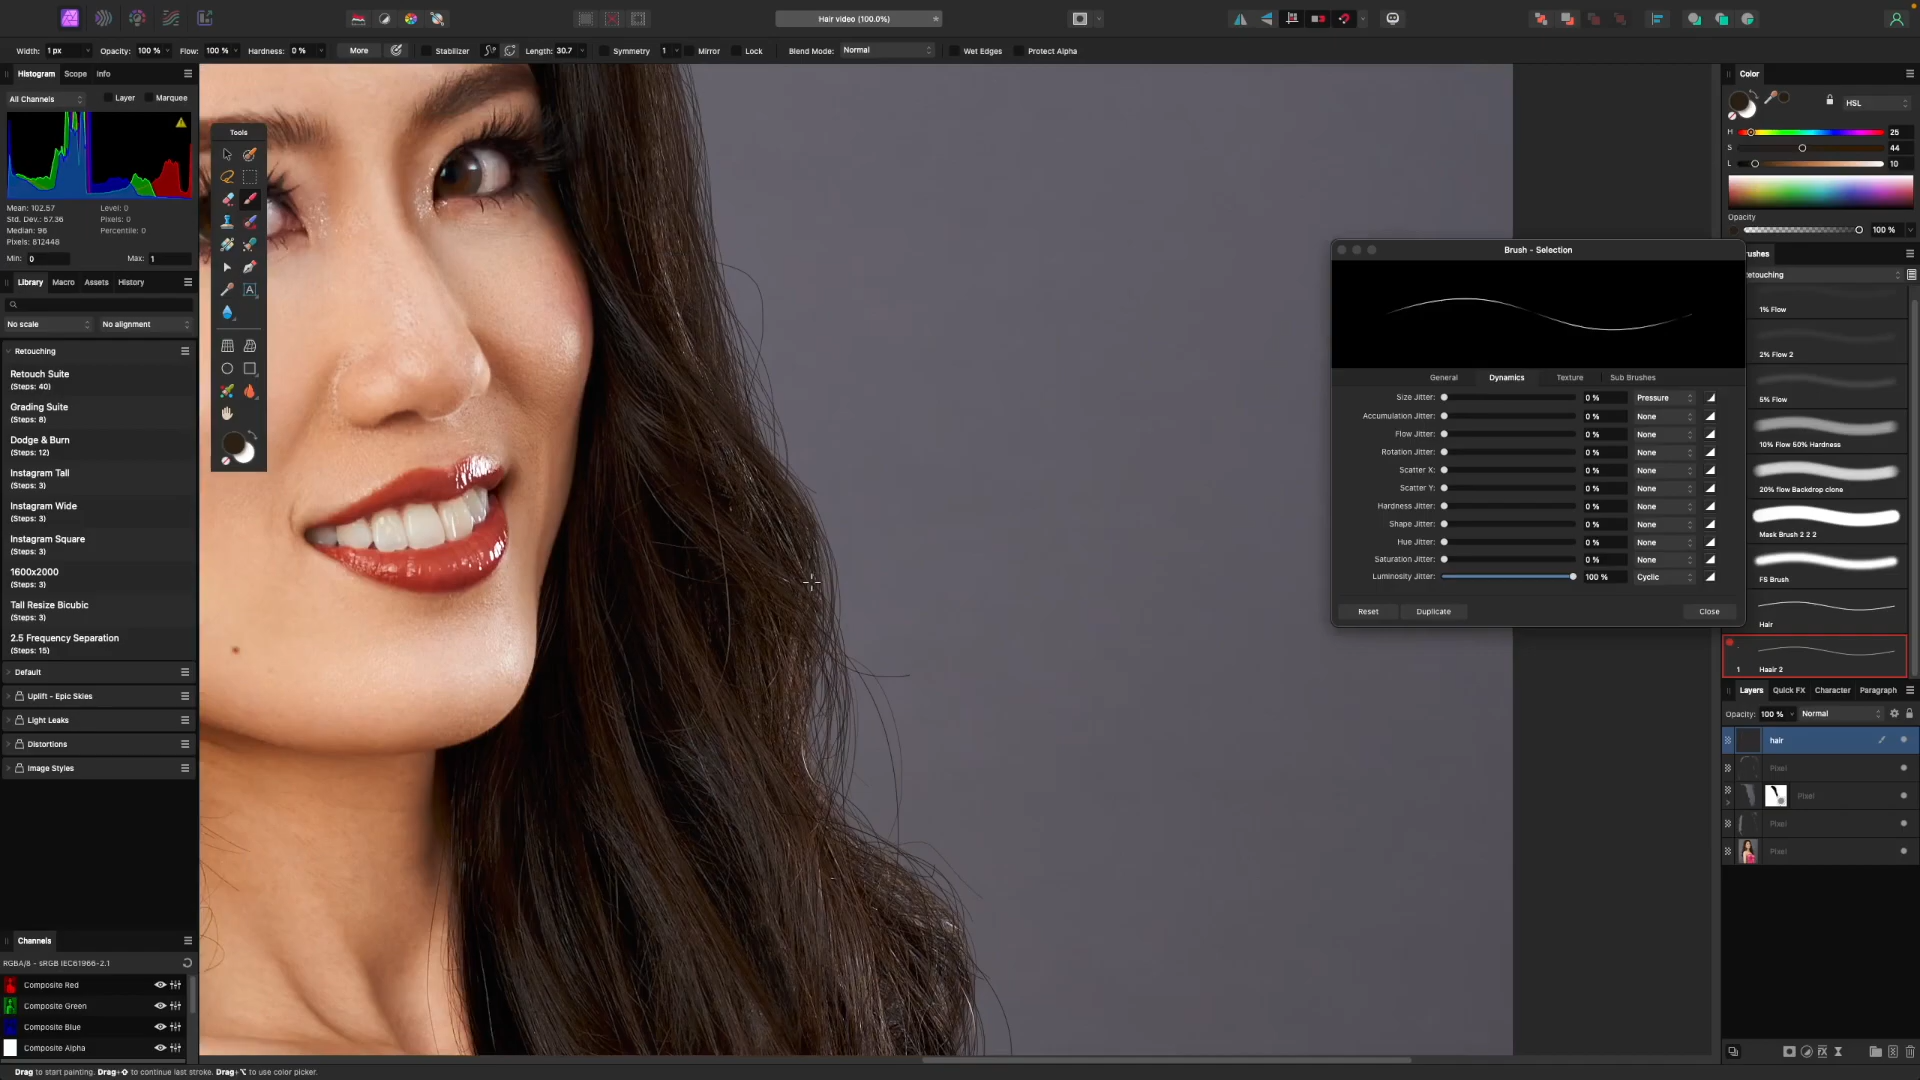 Hair video (100.0%)
Width: 1 px Opacity: 100 % Flow: 100 % Hardness: 0 % More Stabilizer Length: 30.7 Symmetry 1 Mirror Lock Blend Mode: Normal Wet Edges Protect Alpha
Histogram Scope Info
All Channels Layer Marquee
Mean: 102.57 Level: 0
Std. Dev.: 57.36 Pixels: 0
Median: 96 Percentile: 0
Pixels: 812448
Min: 0 Max: 1
Library Macro Assets History
No scale No alignment
Retouching
Retouch Suite
(Steps: 40)
Grading Suite
(Steps: 8)
Dodge & Burn
(Steps: 12)
Instagram Tall
(Steps: 3)
Instagram Wide
(Steps: 3)
Instagram Square
(Steps: 3)
1600x2000
(Steps: 3)
Tall Resize Bicubic
(Steps: 3)
2.5 Frequency Separation
(Steps: 15)
Default
Uplift - Epic Skies
Light Leaks
Distortions
Image Styles
Channels
RGBA/8 - sRGB IEC61966-2.1
Composite Red
Composite Green
Composite Blue
Composite Alpha
Drag to start painting. Drag+⇧ to continue last stroke. Drag+⌥ to use color picker.
Tools
A
Brush - Selection
General Dynamics Texture Sub Brushes
Size Jitter: 0 % Pressure
Accumulation Jitter: 0 % None
Flow Jitter: 0 % None
Rotation Jitter: 0 % None
Scatter X: 0 % None
Scatter Y: 0 % None
Hardness Jitter: 0 % None
Shape Jitter: 0 % None
Hue Jitter: 0 % None
Saturation Jitter: 0 % None
Luminosity Jitter: 100 % Cyclic
Reset Duplicate Close
Color
HSL
H 25
S 44
L 10
Opacity
100 %
rushes
etouching
1% Flow
2% Flow 2
5% Flow
10% Flow 50% Hardness
20% flow Backdrop clone
Mask Brush 2 2 2
FS Brush
Hair
1 Haair 2
Layers Quick FX Character Paragraph
Opacity: 100 % Normal
hair
Pixel
Pixel
Pixel
Pixel